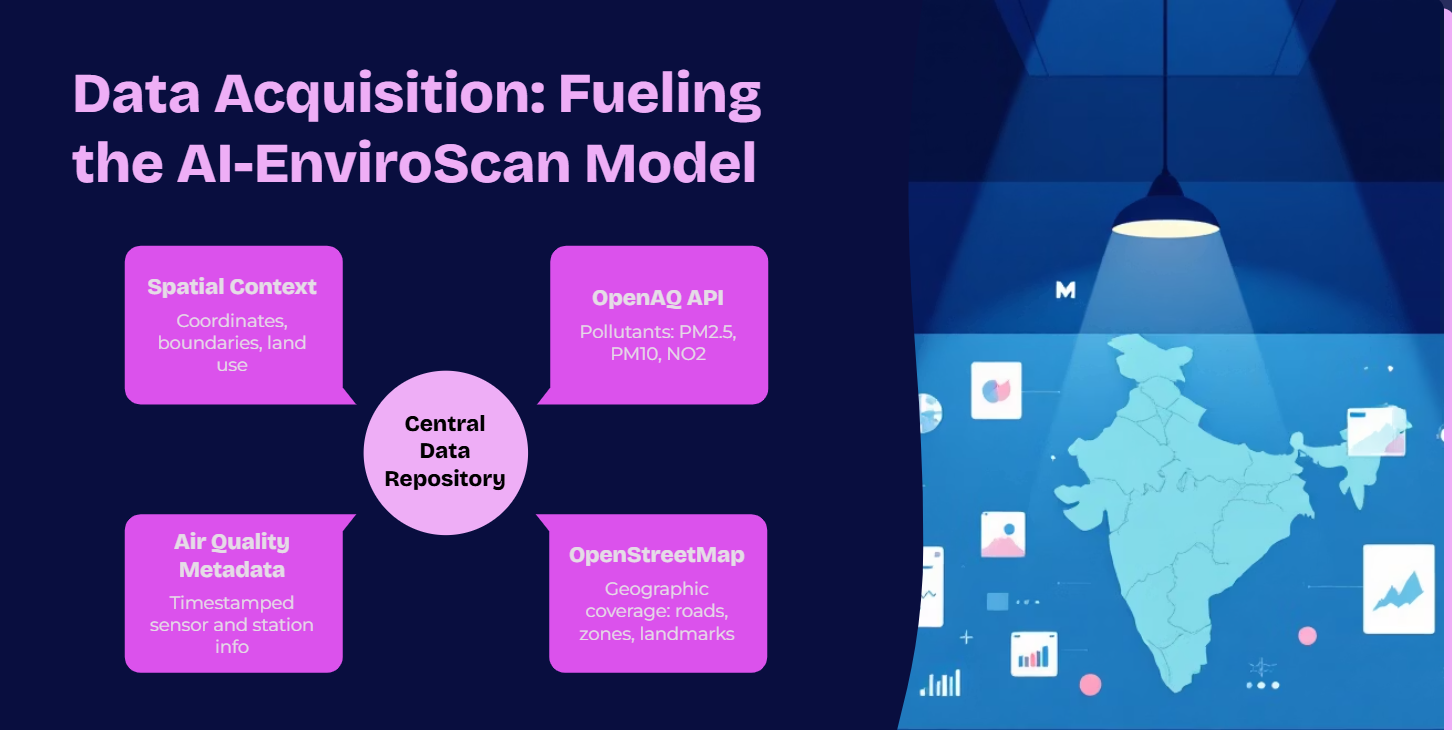 Data Acquisition: Fueling
the AI-EnviroScan Model
Spatial Context
Coordinates,
boundaries, land
use
OpenAQ API
Pollutants: PM2.5,
PM10, NO2
Central
Data
Repository
Air Quality
Metadata
Timestamped
sensor and station
info
OpenStreetMap
Geographic
coverage: roads,
zones, landmarks
M